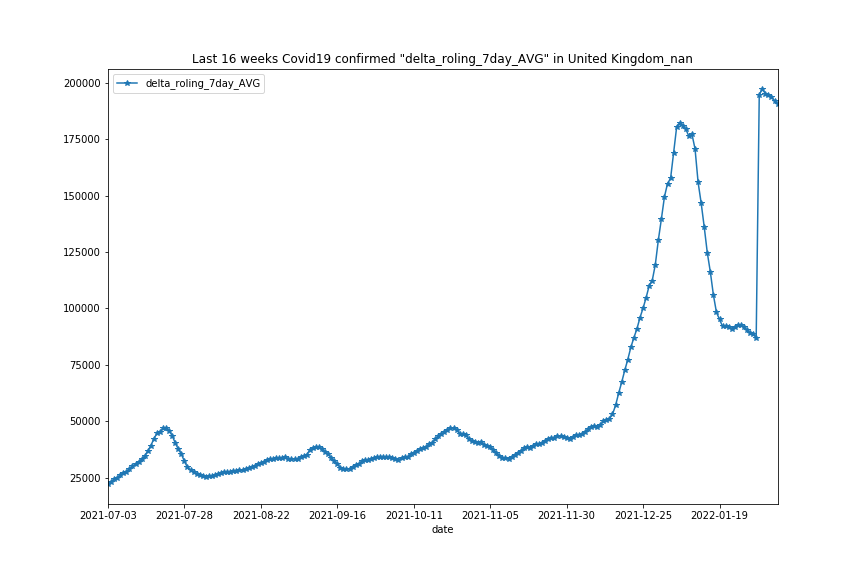 Last 16 weeks Covid19 confirmed "delta_roling_7day_AVG" in United Kingdom_nan
delta_roling_7day_AVG
200000
175000
150000
125000
100000
75000
50000
25000
2021-07-03 2021-07-28 2021-08-22 2021-09-16 2021-10-11 2021-11-05 2021-11-30 2021-12-25 2022-01-19
date